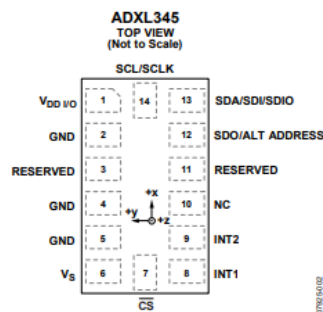 ADXL345
TOP VIEW
(Not to Scale)
SCL/SCLK
VDD I/O 1 14 13 SDA/SDI/SDIO
GND 2 12 SDO/ALT ADDRESS
RESERVED 3 11 RESERVED
GND 4 +x +y +z 10 NC
GND 5 9 INT2
VS 6 7 8 INT1
CS
07925-002